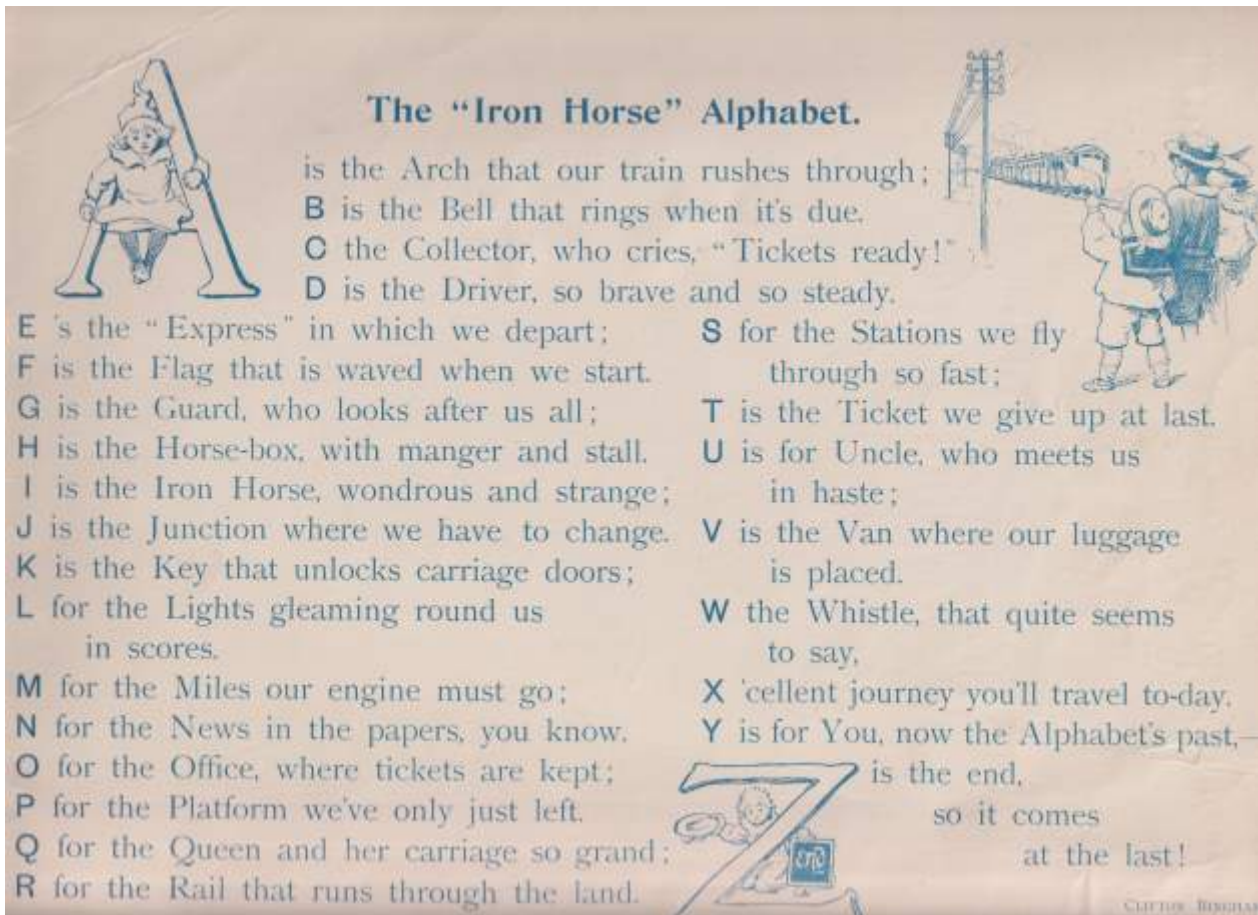 The “Iron Horse” Alphabet.
A is the Arch that our train rushes through;
B is the Bell that rings when it's due.
C the Collector, who cries, “Tickets ready!”
D is the Driver, so brave and so steady.
E 's the “Express” in which we depart;
F is the Flag that is waved when we start.
G is the Guard, who looks after us all;
H is the Horse-box, with manger and stall.
I is the Iron Horse, wondrous and strange;
J is the Junction where we have to change.
K is the Key that unlocks carriage doors;
L for the Lights gleaming round us
in scores.
M for the Miles our engine must go;
N for the News in the papers, you know.
O for the Office, where tickets are kept;
P for the Platform we've only just left.
Q for the Queen and her carriage so grand;
R for the Rail that runs through the land.
S for the Stations we fly
through so fast;
T is the Ticket we give up at last.
U is for Uncle, who meets us
in haste;
V is the Van where our luggage
is placed.
W the Whistle, that quite seems
to say,
X 'cellent journey you'll travel to-day.
Y is for You, now the Alphabet's past,—
Z is the end,
so it comes
at the last!
etc
CLIFTON BINGHAM